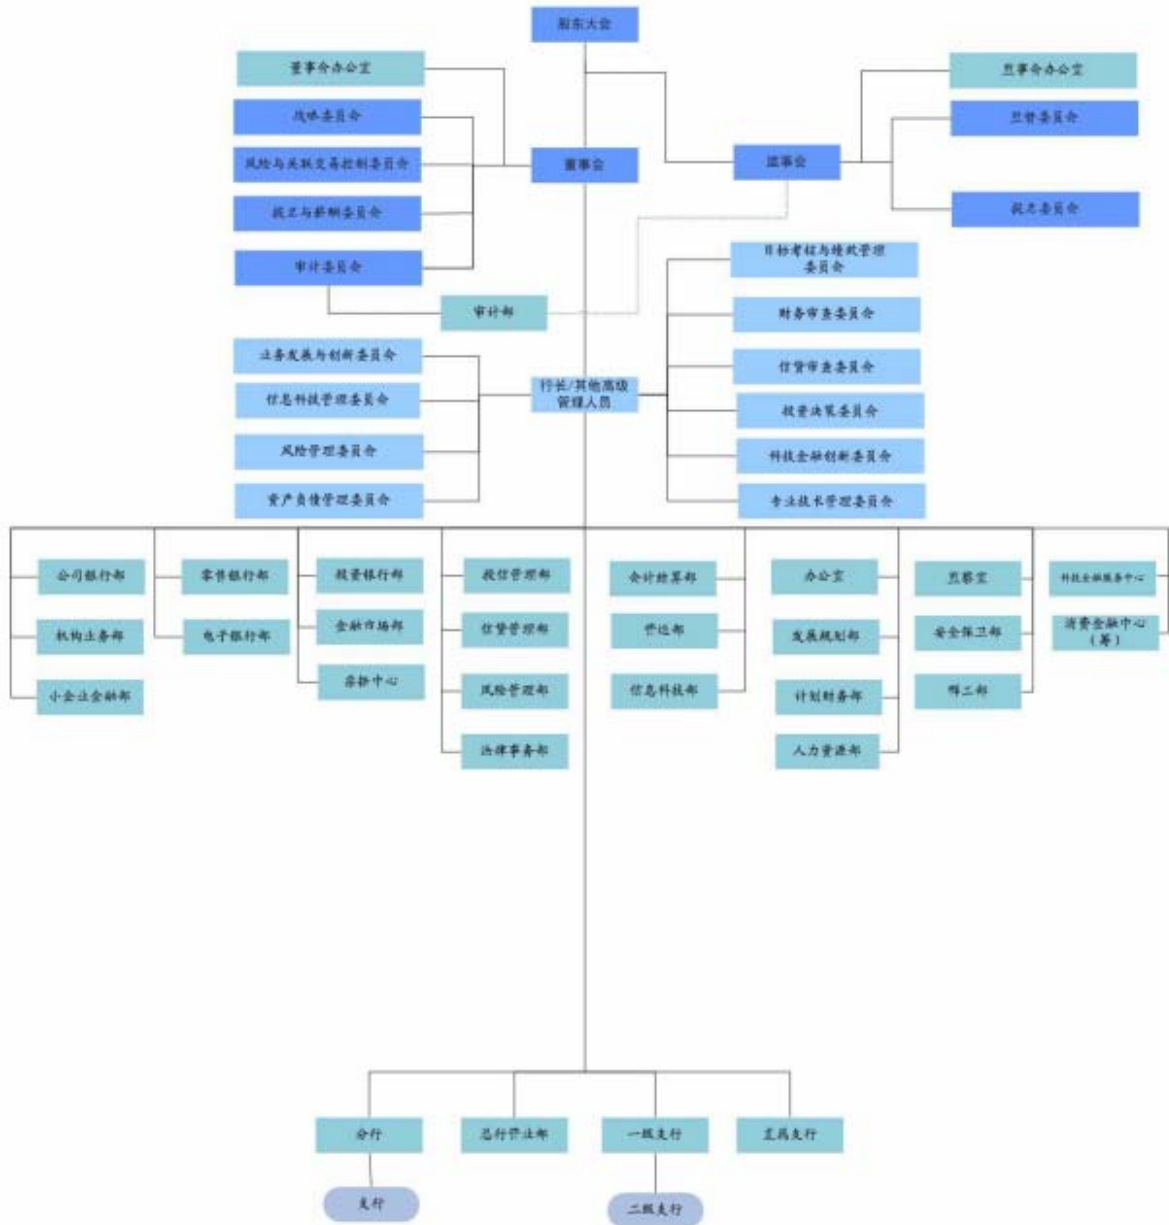 股东大会
董事会办公室
监事会办公室
战略委员会
监督委员会
风险与关联交易控制委员会
董事会
监事会
提名与薪酬委员会
提名委员会
审计委员会
目标考核与绩效管理
委员会
审计部
财务审查委员会
业务发展与创新委员会
信贷审查委员会
行长/其他高级
管理人员
信息科技管理委员会
投资决策委员会
风险管理委员会
科技金融创新委员会
资产负债管理委员会
专业技术管理委员会
公司银行部
零售银行部
投资银行部
授信管理部
会计结算部
办公室
监察室
科技金融服务中心
机构业务部
电子银行部
金融市场部
信贷管理部
营运部
发展规划部
安全保卫部
消费金融中心
(筹)
小企业金融部
票据中心
风险管理部
信息科技部
计划财务部
群工部
法律事务部
人力资源部
分行
总行营业部
一级支行
直属支行
支行
二级支行